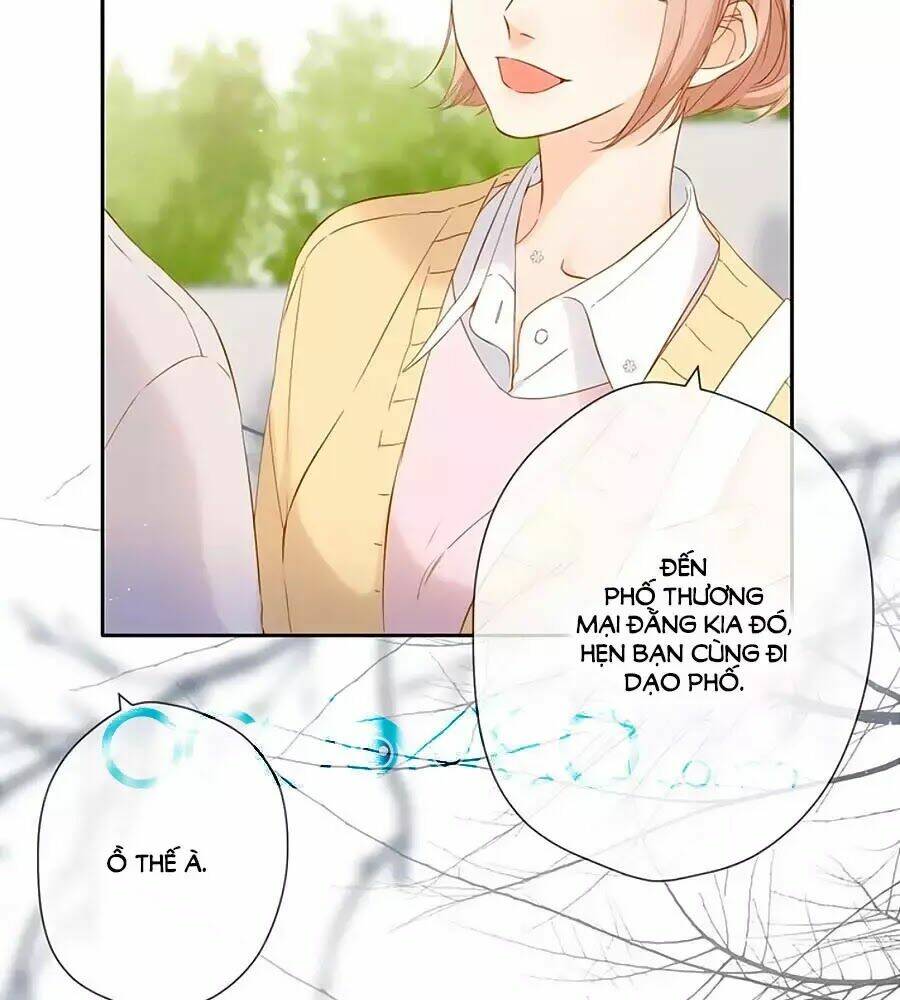 ĐẾN
PHỐ THƯƠNG
MẠI ĐẰNG KIA ĐÓ,
HẸN BẠN CÙNG ĐI
DẠO PHỐ.
Ồ THẾ À.